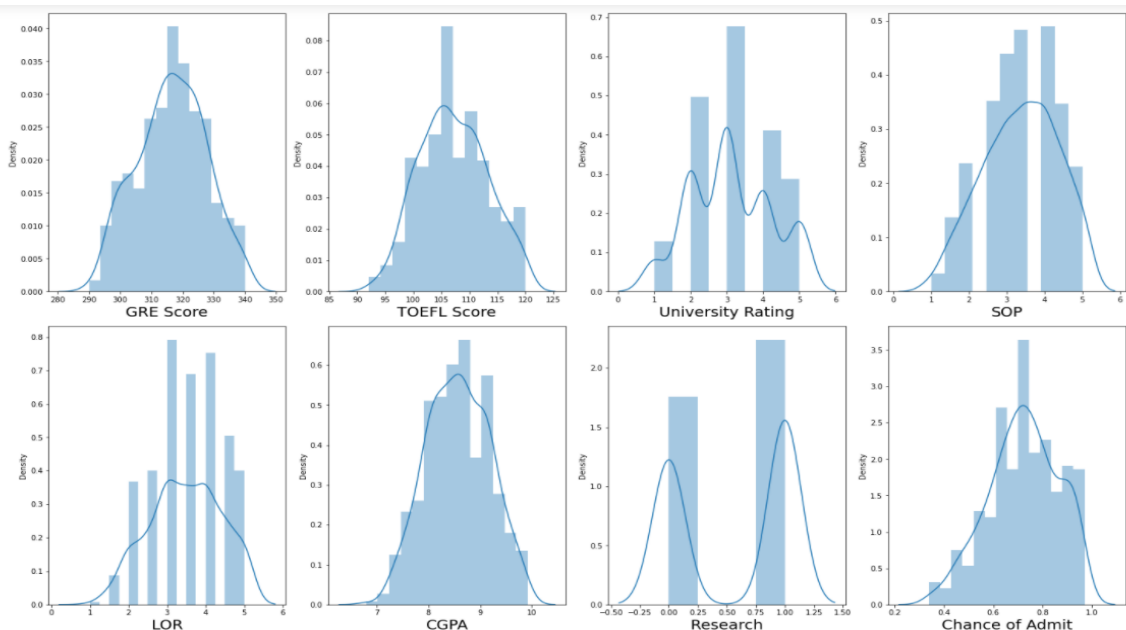 0.040
0.035
0.030
0.025
0.020
0.015
0.010
0.005
0.000
Density
280 290 300 310 320 330 340 350
GRE Score
0.08
0.07
0.06
0.05
0.04
0.03
0.02
0.01
0.00
Density
85 90 95 100 105 110 115 120 125
TOEFL Score
0.7
0.6
0.5
0.4
0.3
0.2
0.1
0.0
Density
0 1 2 3 4 5 6
University Rating
0.5
0.4
0.3
0.2
0.1
0.0
Density
0 1 2 3 4 5 6
SOP
0.8
0.7
0.6
0.5
0.4
0.3
0.2
0.1
0.0
Density
0 1 2 3 4 5 6
LOR
0.6
0.5
0.4
0.3
0.2
0.1
0.0
Density
7 8 9 10
CGPA
2.0
1.5
1.0
0.5
0.0
Density
−0.50 −0.25 0.00 0.25 0.50 0.75 1.00 1.25 1.50
Research
3.5
3.0
2.5
2.0
1.5
1.0
0.5
0.0
Density
0.2 0.4 0.6 0.8 1.0
Chance of Admit